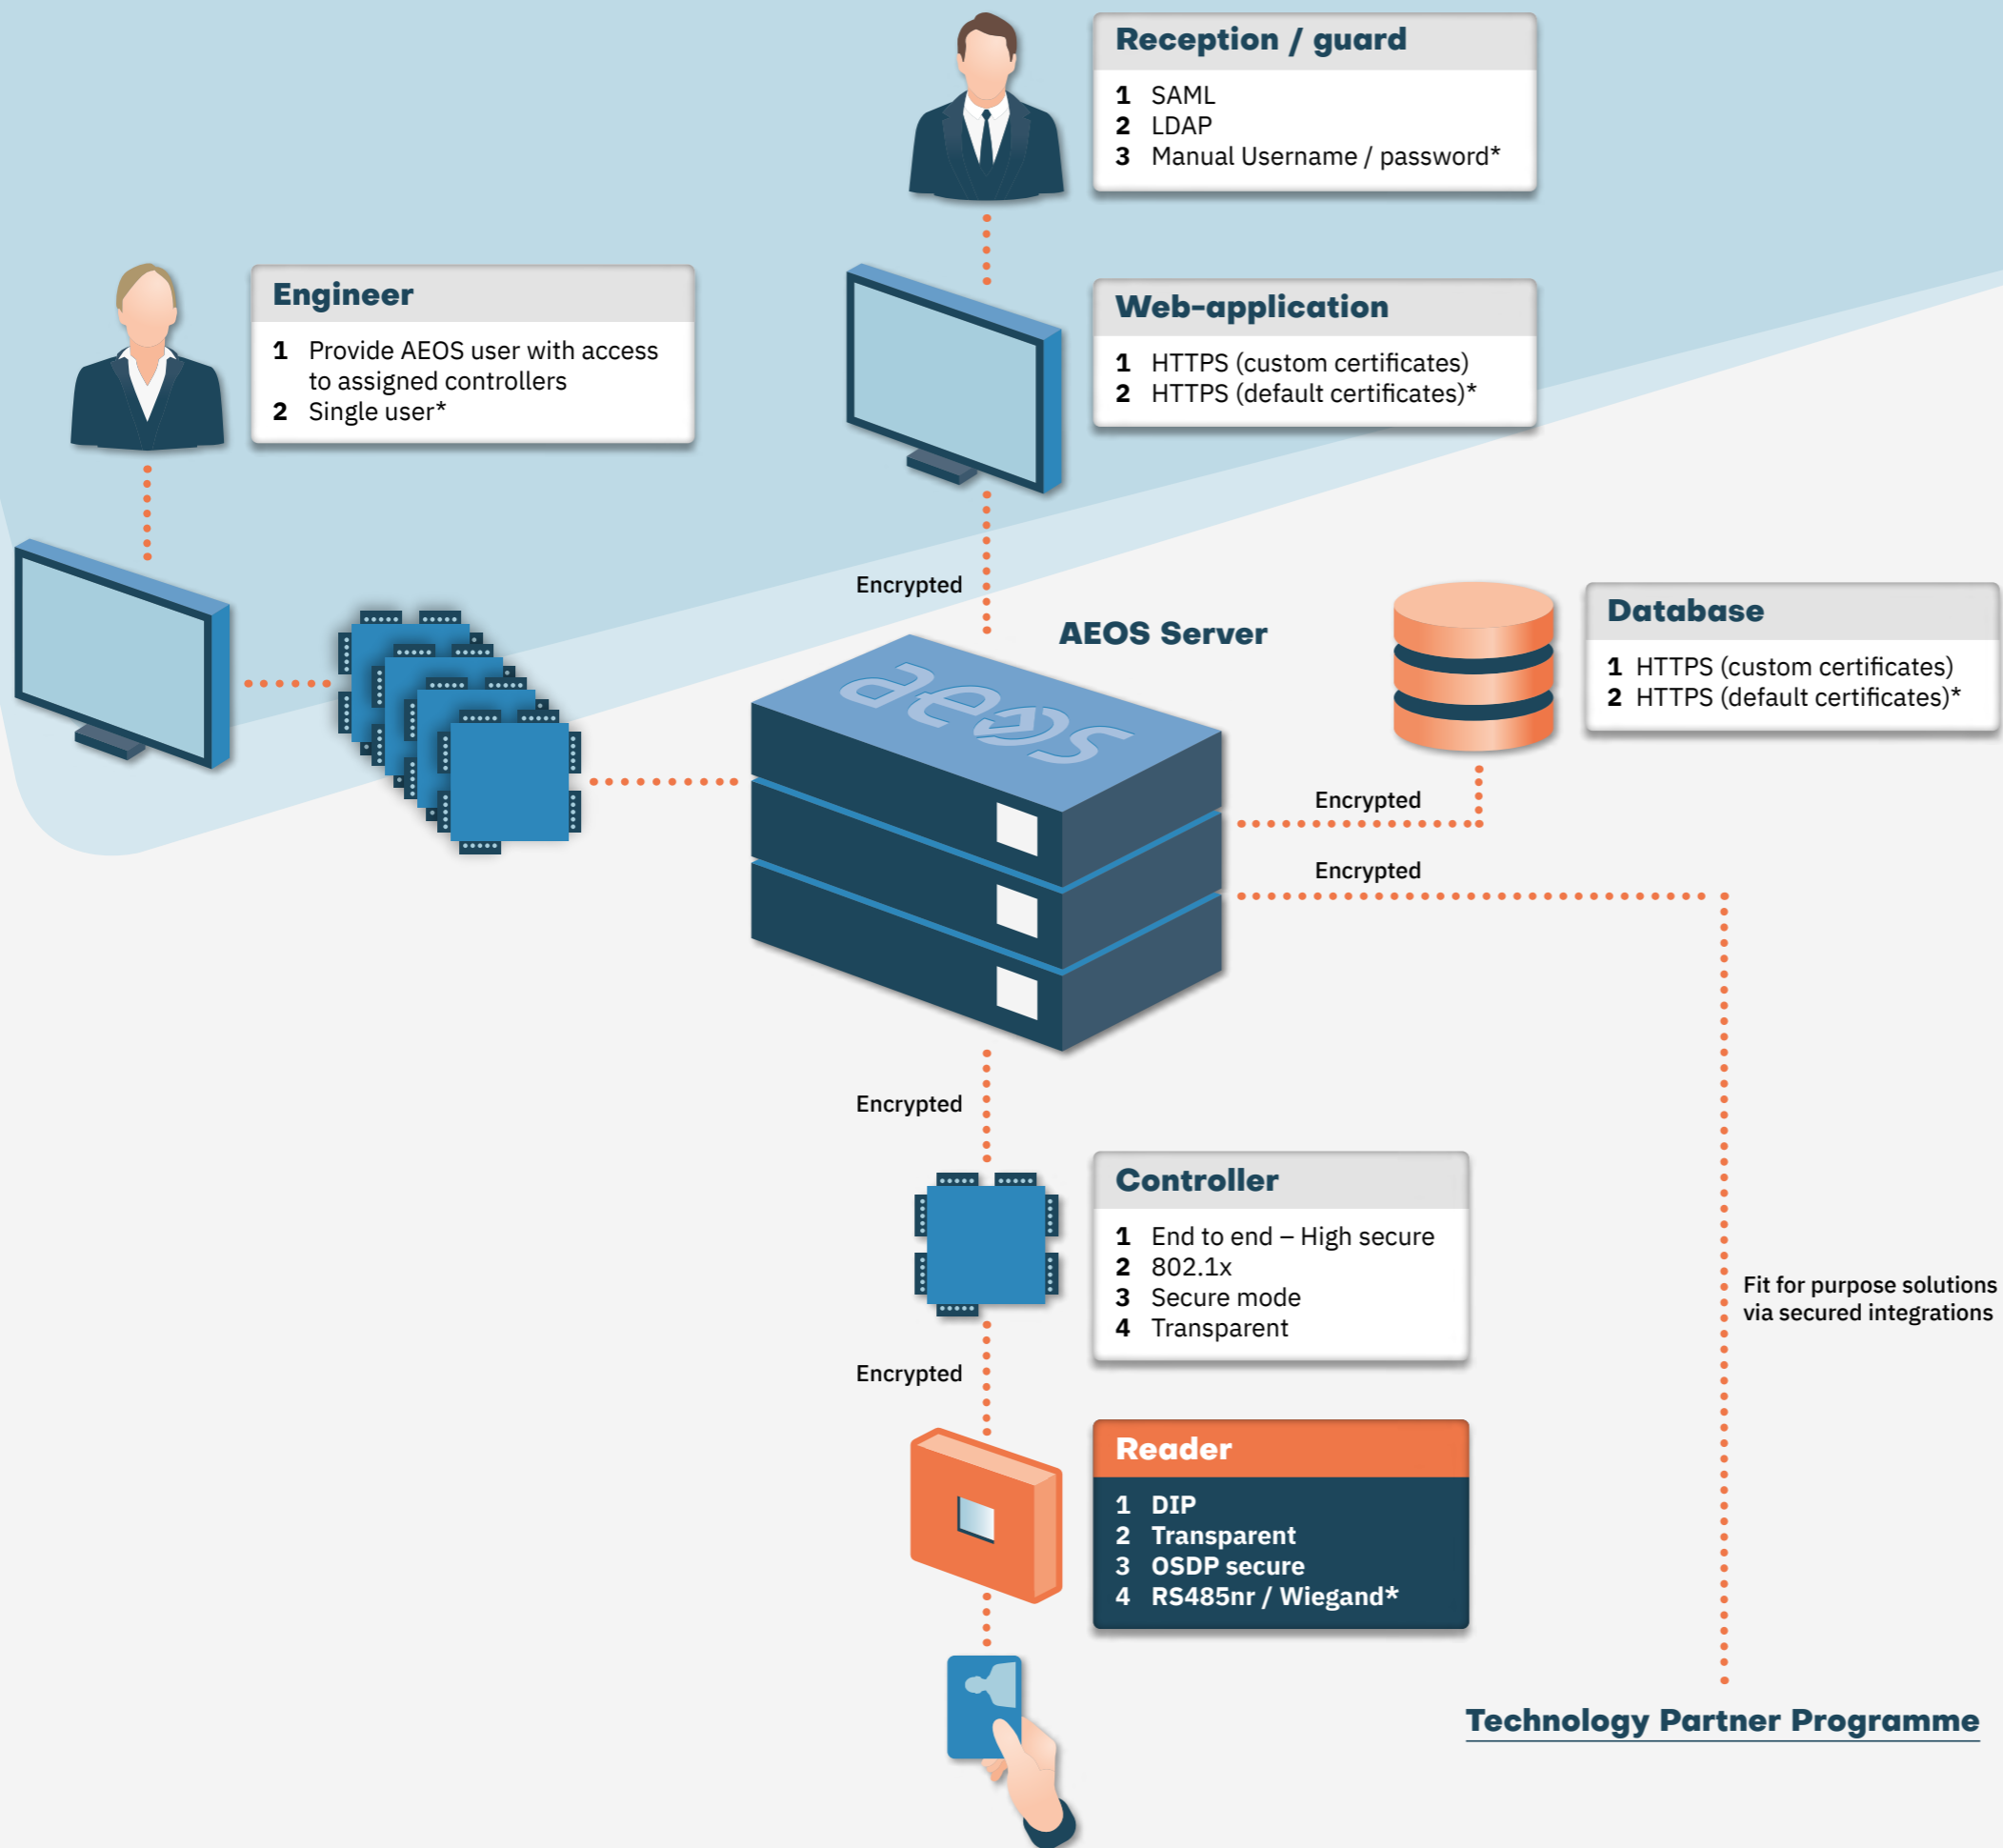 Reception / guard
1 SAML
2 LDAP
3 Manual Username / password*
Engineer
1 Provide AEOS user with access
to assigned controllers
2 Single user*
Web-application
1 HTTPS (custom certificates)
2 HTTPS (default certificates)*
Encrypted
AEOS Server
aeos
Database
1 HTTPS (custom certificates)
2 HTTPS (default certificates)*
Encrypted
Encrypted
Encrypted
Controller
1 End to end – High secure
2 802.1x
3 Secure mode
4 Transparent
Fit for purpose solutions
via secured integrations
Encrypted
Reader
1 DIP
2 Transparent
3 OSDP secure
4 RS485nr / Wiegand*
Technology Partner Programme